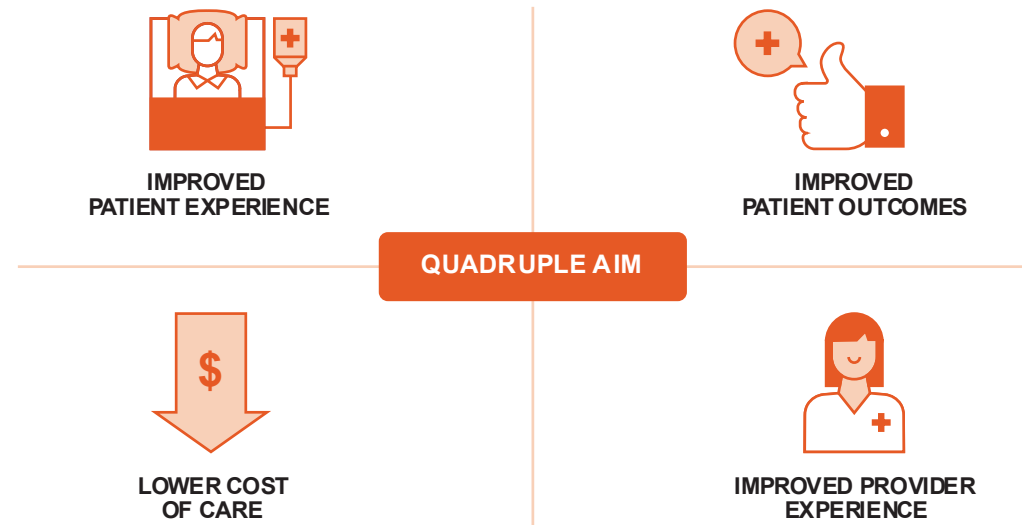 IMPROVED
PATIENT EXPERIENCE
IMPROVED
PATIENT OUTCOMES
QUADRUPLE AIM
$
LOWER COST
OF CARE
IMPROVED PROVIDER
EXPERIENCE